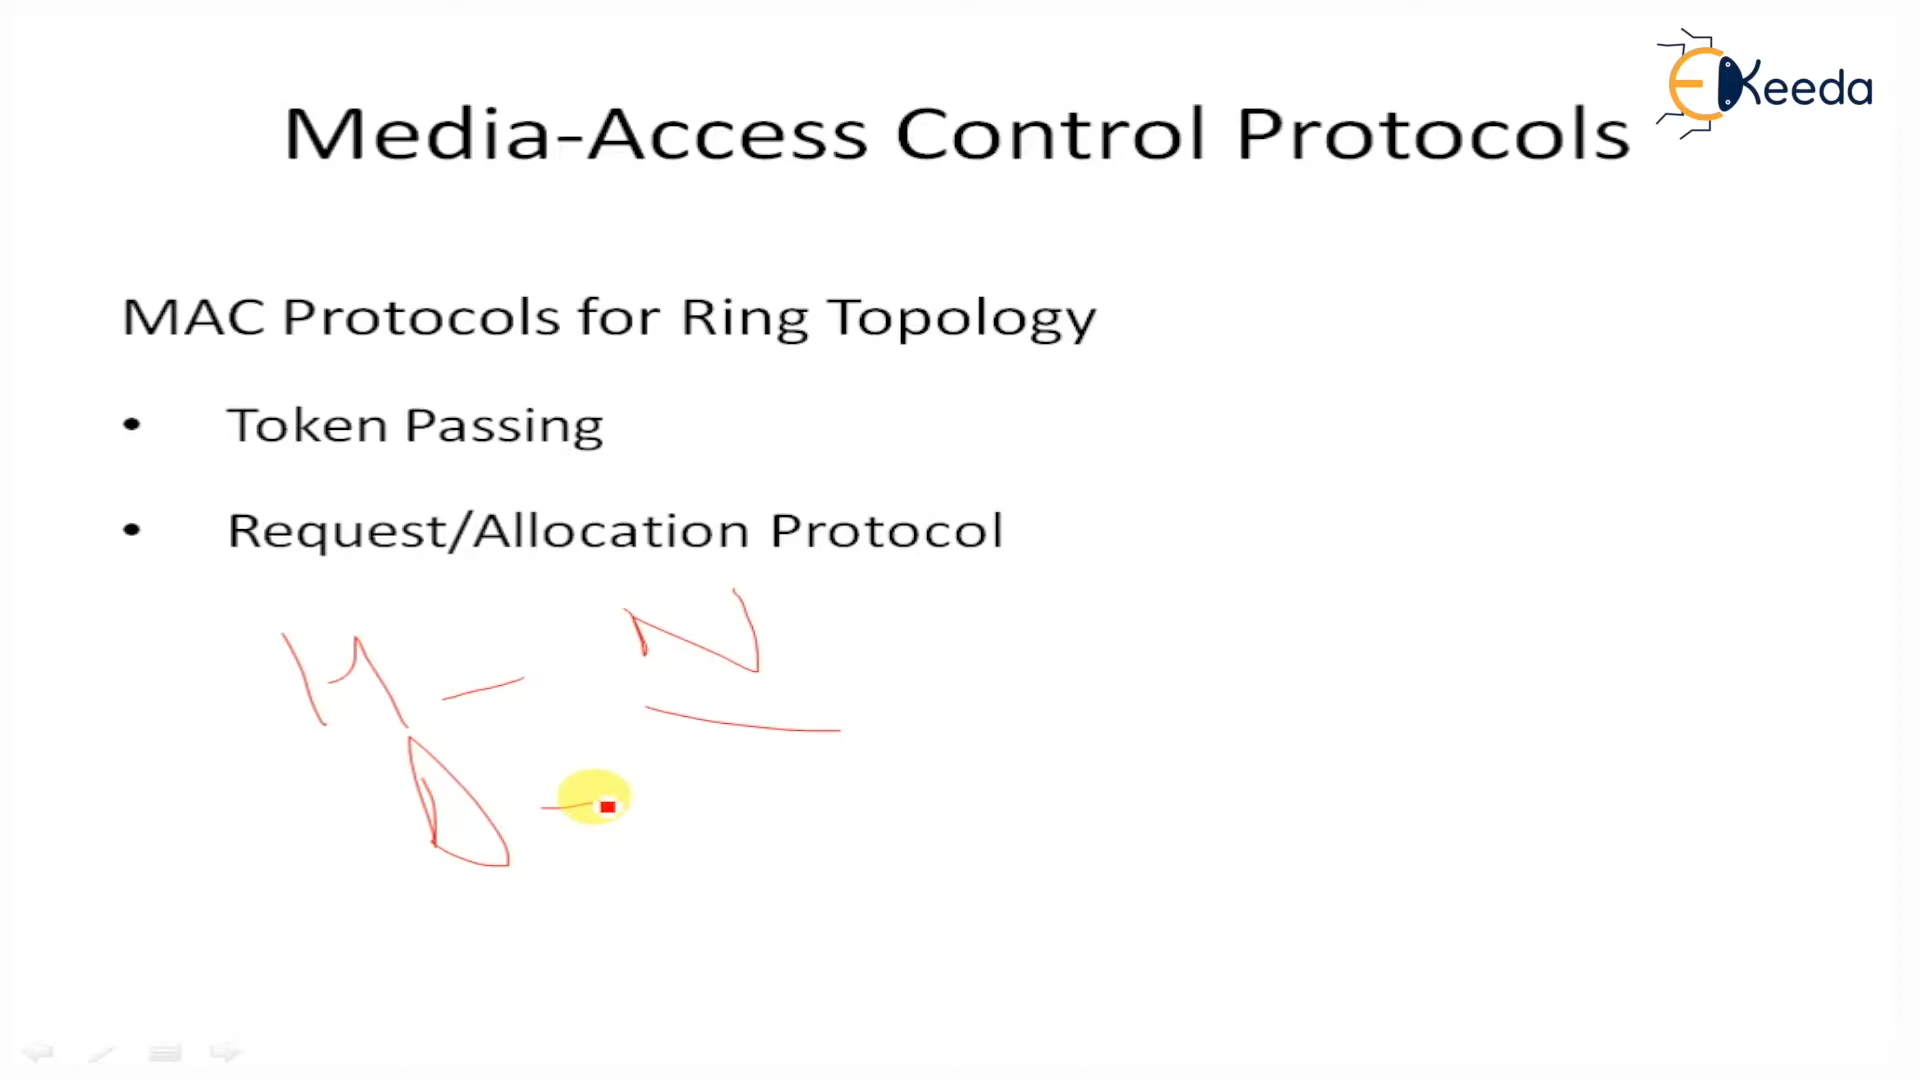 EKeeda
Media-Access Control Protocols
MAC Protocols for Ring Topology
• Token Passing
• Request/Allocation Protocol
N